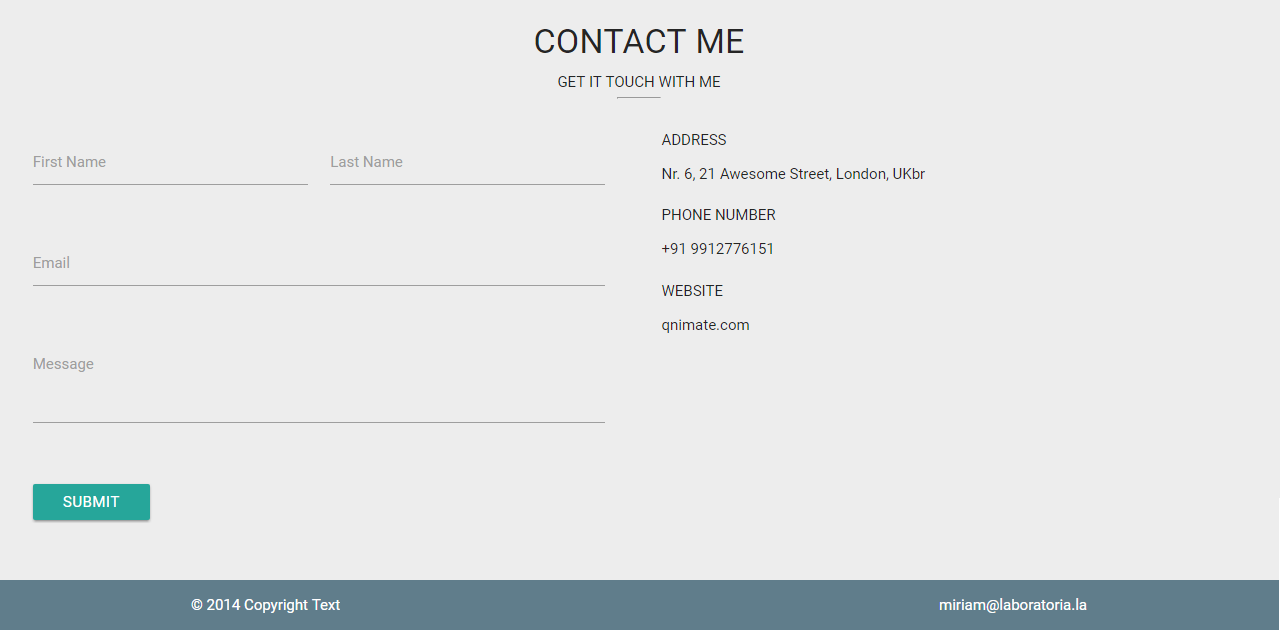 CONTACT ME
GET IT TOUCH WITH ME
First Name
Last Name
Email
Message
SUBMIT
ADDRESS
Nr. 6, 21 Awesome Street, London, UKbr
PHONE NUMBER
+91 9912776151
WEBSITE
qnimate.com
© 2014 Copyright Text
miriam@laboratoria.la